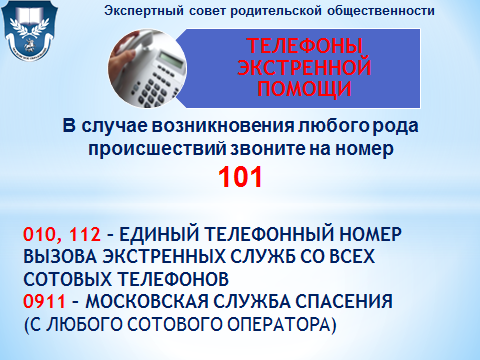 Экспертный совет родительской общественности
ТЕЛЕФОНЫ
ЭКСТРЕННОЙ
ПОМОЩИ
В случае возникновения любого рода
происшествий звоните на номер
101
010, 112 – ЕДИНЫЙ ТЕЛЕФОННЫЙ НОМЕР
ВЫЗОВА ЭКСТРЕННЫХ СЛУЖБ СО ВСЕХ
СОТОВЫХ ТЕЛЕФОНОВ
0911 – МОСКОВСКАЯ СЛУЖБА СПАСЕНИЯ
(С ЛЮБОГО СОТОВОГО ОПЕРАТОРА)